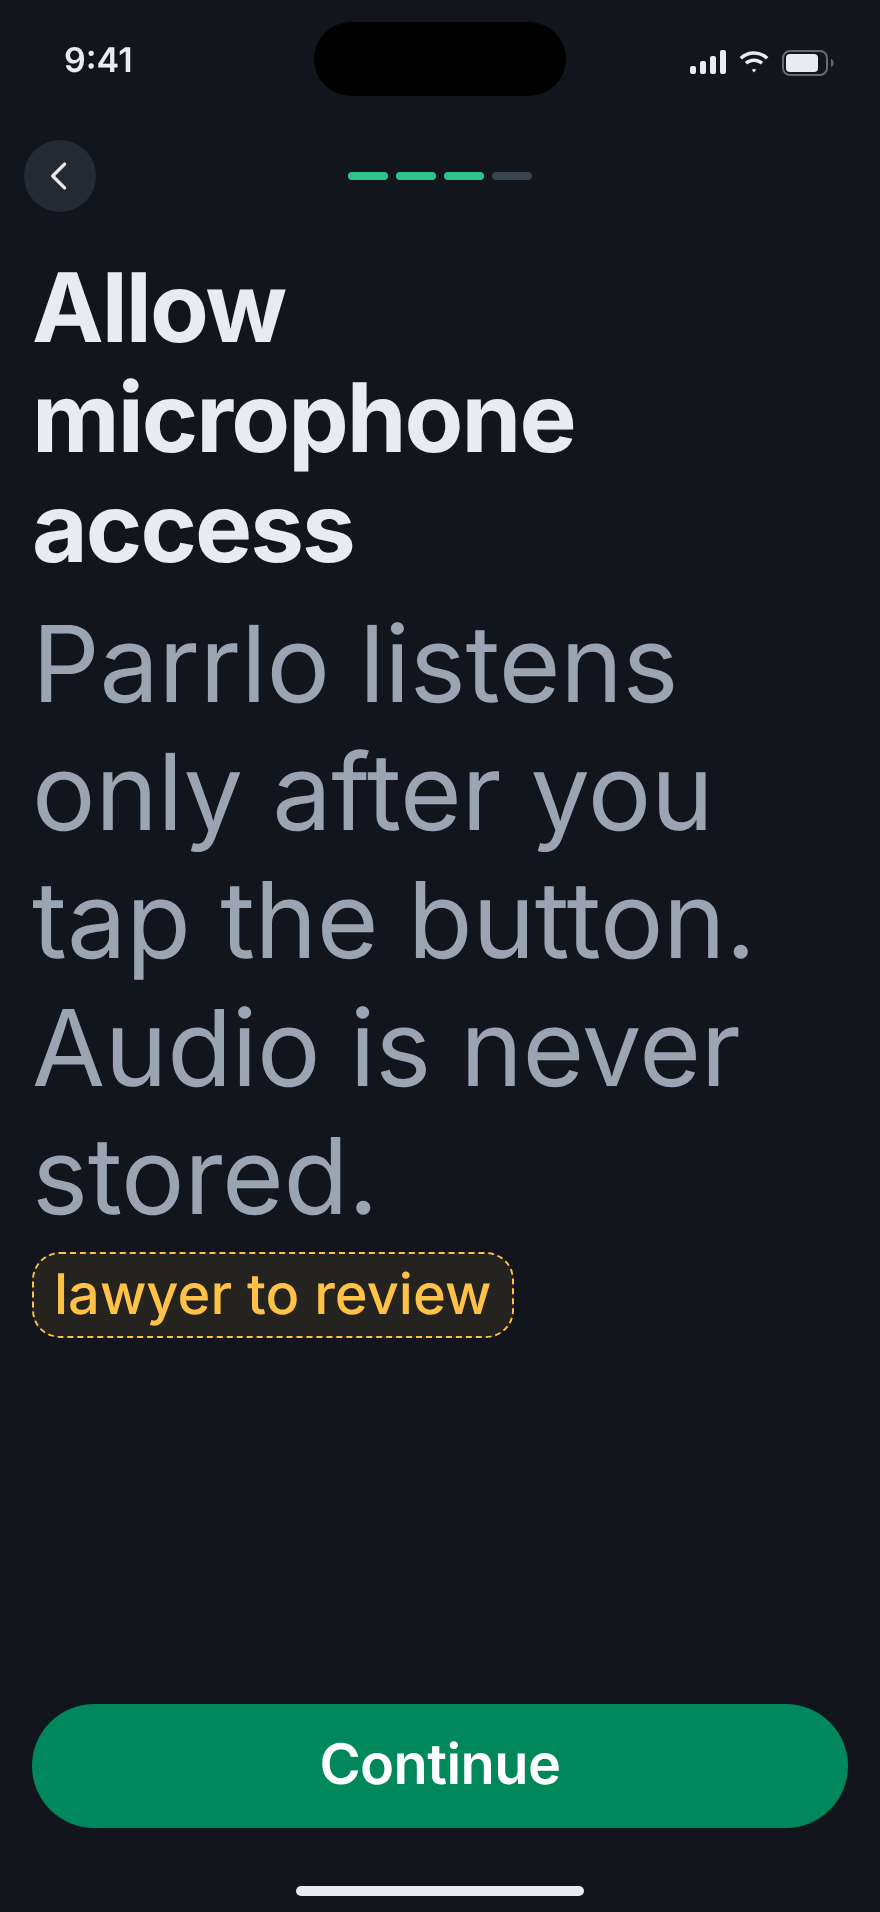 9:41
Allow
microphone
access
Parrlo listens
only after you
tap the button.
Audio is never
stored.
lawyer to review
Continue